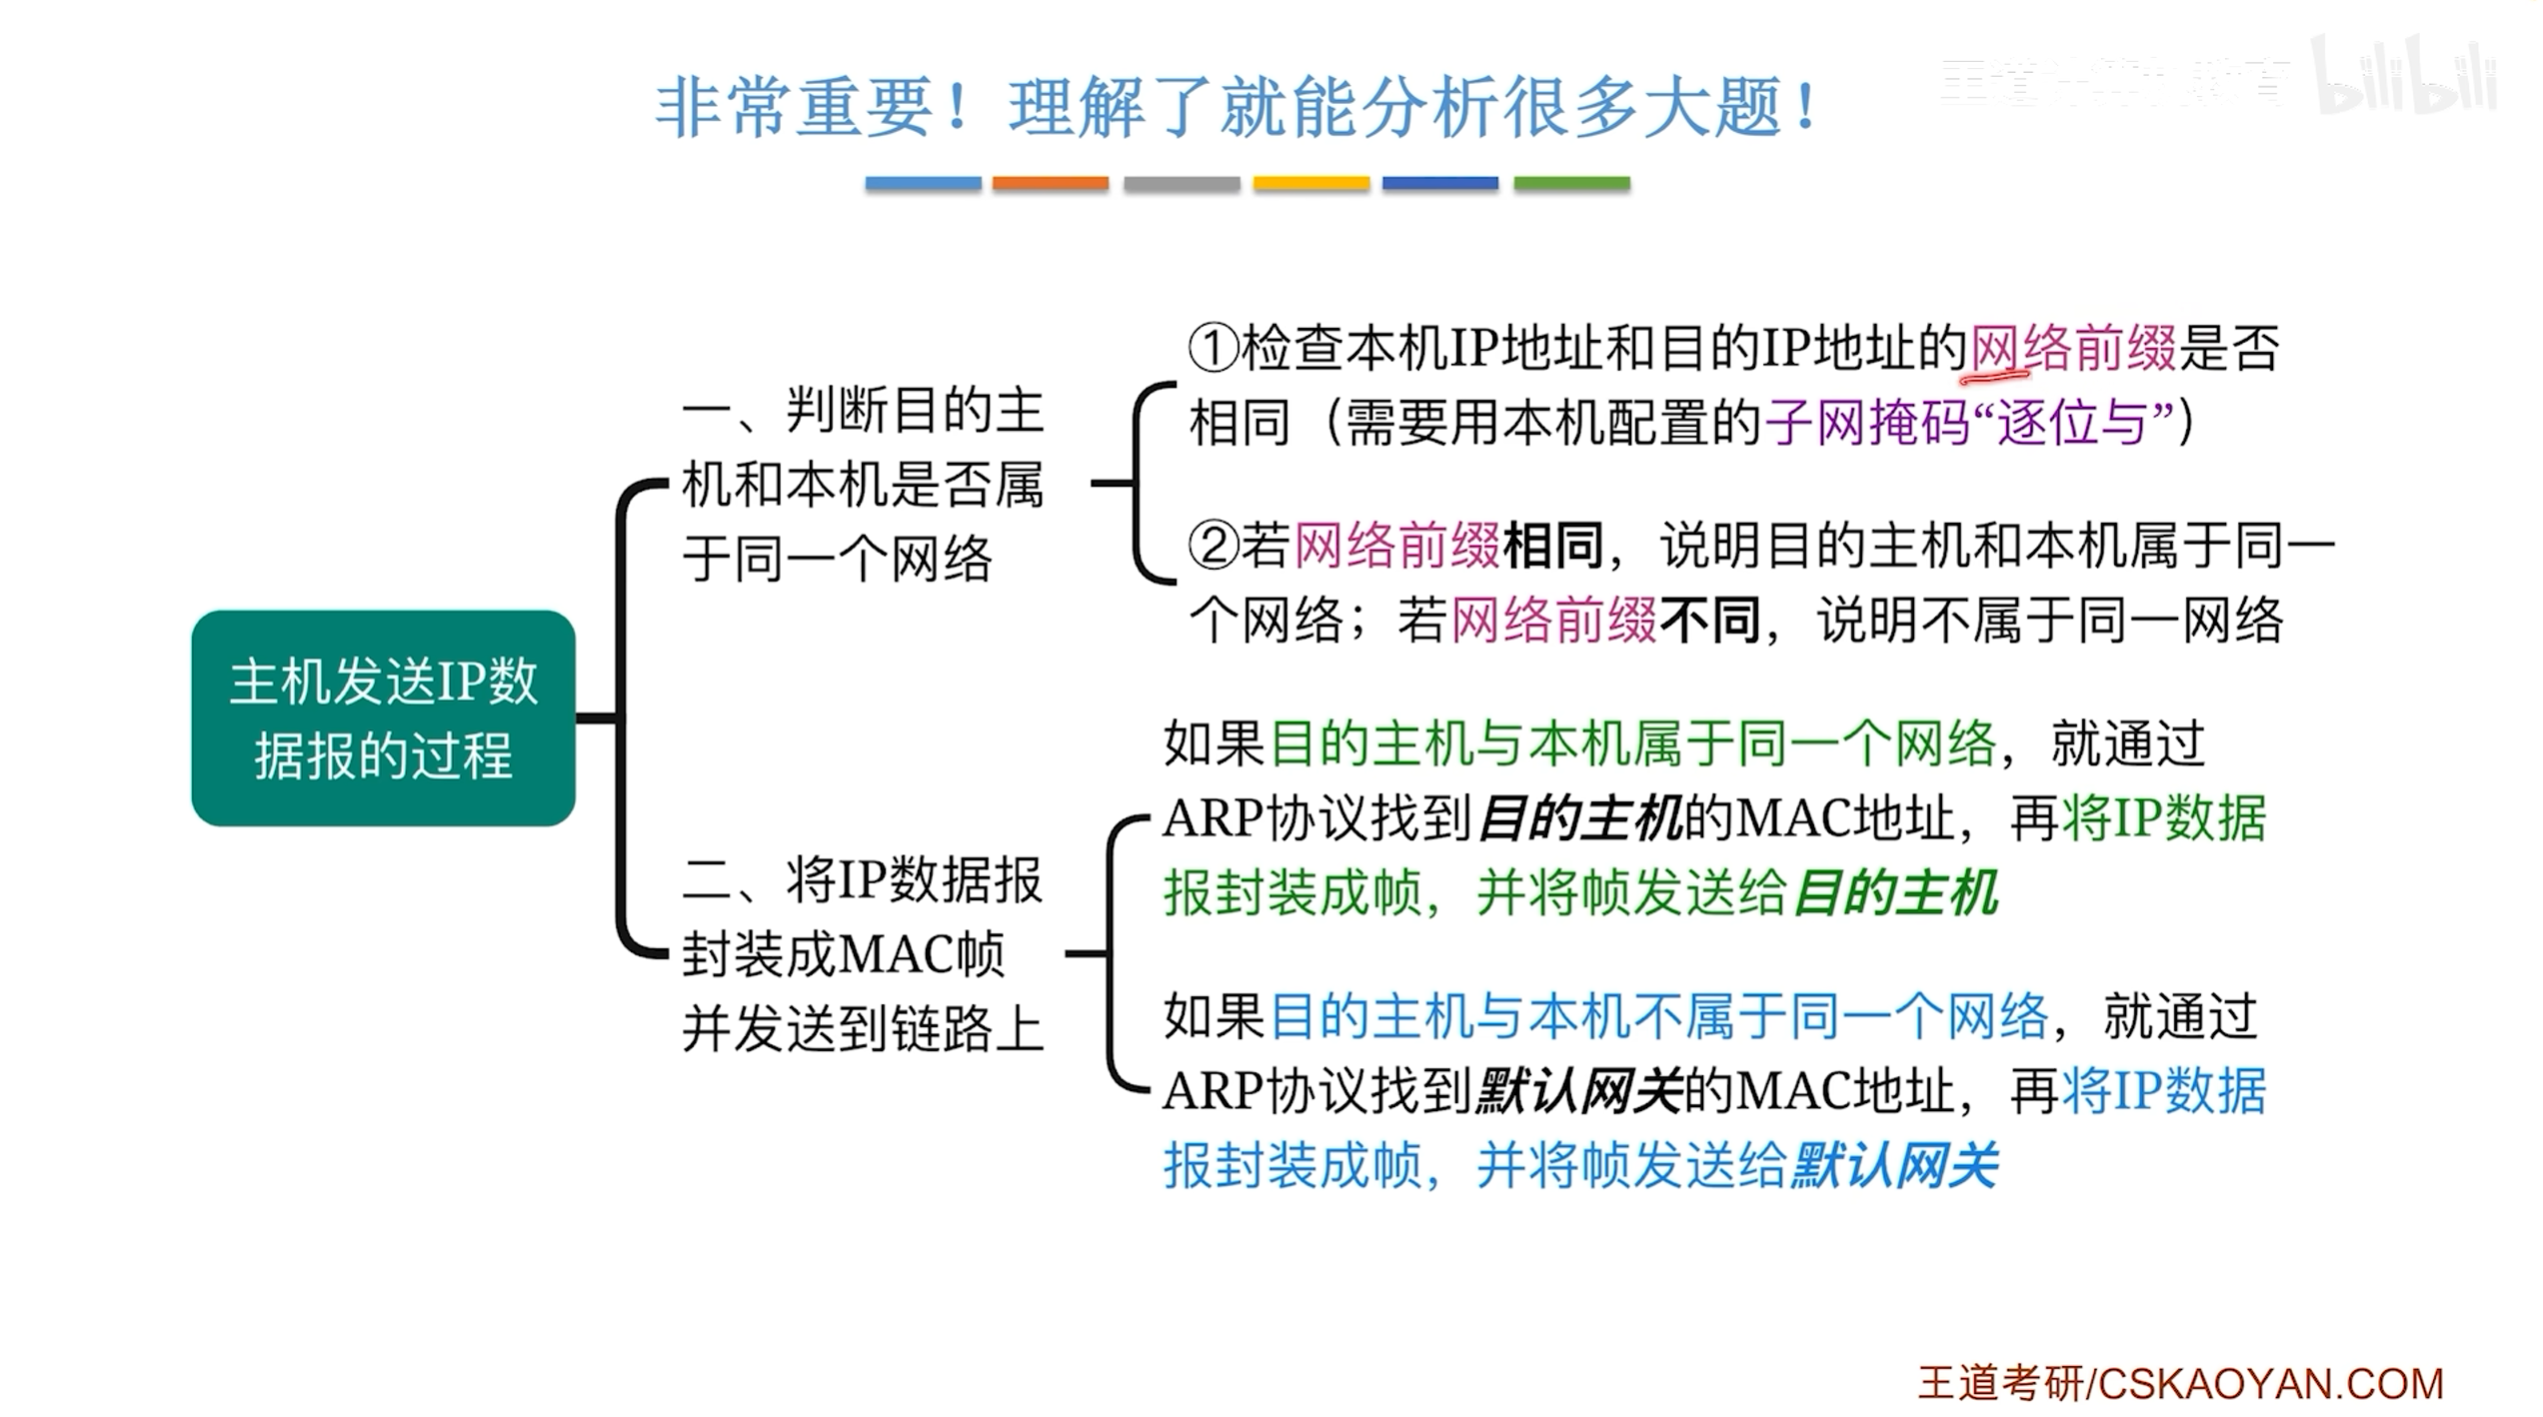 非常重要！理解了就能分析很多大题！
bilibili
①检查本机IP地址和目的IP地址的网络前缀是否
相同（需要用本机配置的子网掩码“逐位与”）
一、判断目的主
机和本机是否属
于同一个网络
②若网络前缀相同，说明目的主机和本机属于同一
个网络；若网络前缀不同，说明不属于同一网络
主机发送IP数
据报的过程
二、将IP数据报
封装成MAC帧
并发送到链路上
如果目的主机与本机属于同一个网络，就通过
ARP协议找到目的主机的MAC地址，再将IP数据
报封装成帧，并将帧发送给目的主机
如果目的主机与本机不属于同一个网络，就通过
ARP协议找到默认网关的MAC地址，再将IP数据
报封装成帧，并将帧发送给默认网关
王道考研/CSKAOYAN.COM